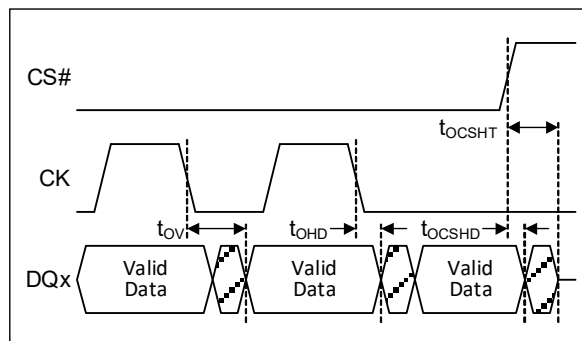 CS#
tOCSHT
CK
tOV
tOHD
tOCSHD
DQx
Valid
Data
Valid
Data
Valid
Data